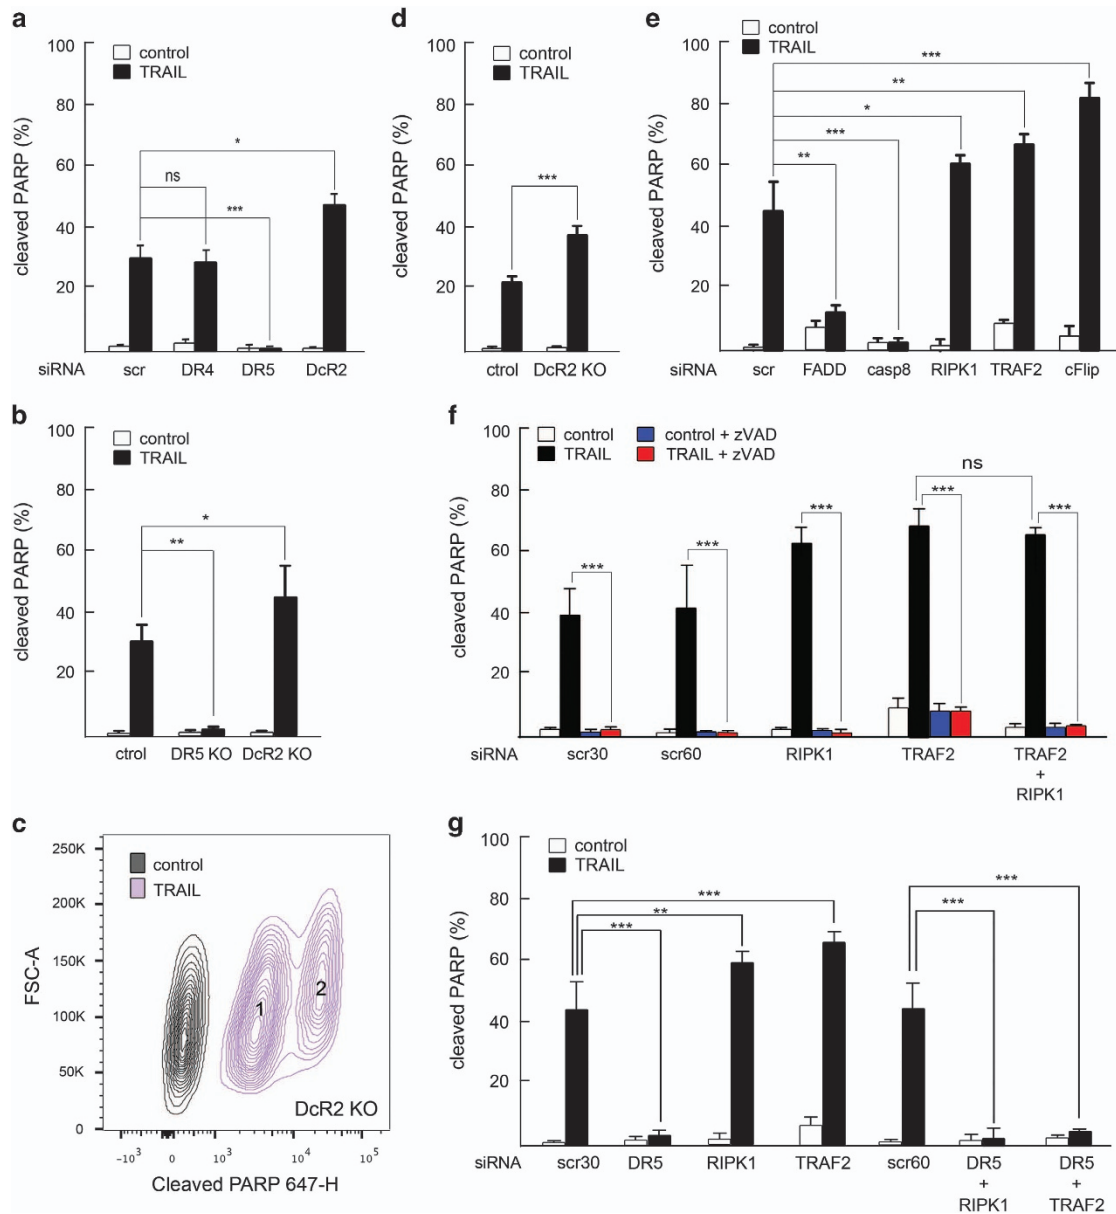 a
control
TRAIL
100
80
60
40
20
cleaved PARP (%)
*
ns
***
siRNA scr DR4 DR5 DcR2
d
control
TRAIL
100
80
60
40
20
cleaved PARP (%)
***
ctrol DcR2 KO
e
control
TRAIL
100
80
60
40
20
cleaved PARP (%)
***
**
*
***
**
siRNA scr FADD casp8 RIPK1 TRAF2 cFlip
b
control
TRAIL
100
80
60
40
20
cleaved PARP (%)
*
**
ctrol DR5 KO DcR2 KO
f
control control + zVAD
TRAIL TRAIL + zVAD
100
80
60
40
20
cleaved PARP (%)
ns
***
***
***
***
***
siRNA scr30 scr60 RIPK1 TRAF2 TRAF2
+
RIPK1
c
control
TRAIL
250K
200K
150K
100K
50K
0
FSC-A
1
2
DcR2 KO
-10³ 0 10³ 10⁴ 10⁵
Cleaved PARP 647-H
g
control
TRAIL
100
80
60
40
20
cleaved PARP (%)
***
**
***
***
***
siRNA scr30 DR5 RIPK1 TRAF2 scr60 DR5 DR5
+ +
RIPK1 TRAF2